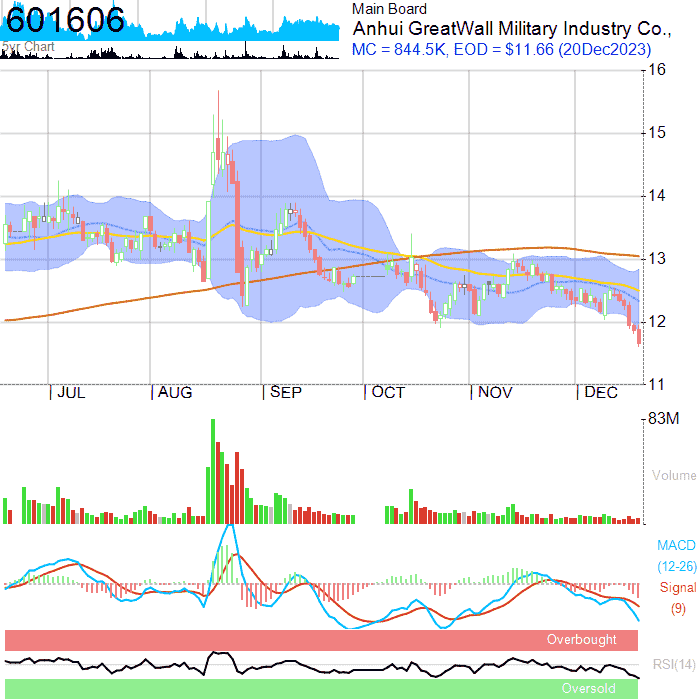 601606
5yr Chart
Main Board
Anhui GreatWall Military Industry Co.,
MC = 844.5K, EOD = $11.66 (20Dec2023)
16
15
14
13
12
11
JUL AUG SEP OCT NOV DEC
83M
Volume
MACD
(12-26)
Signal
(9)
Overbought
RSI(14)
Oversold